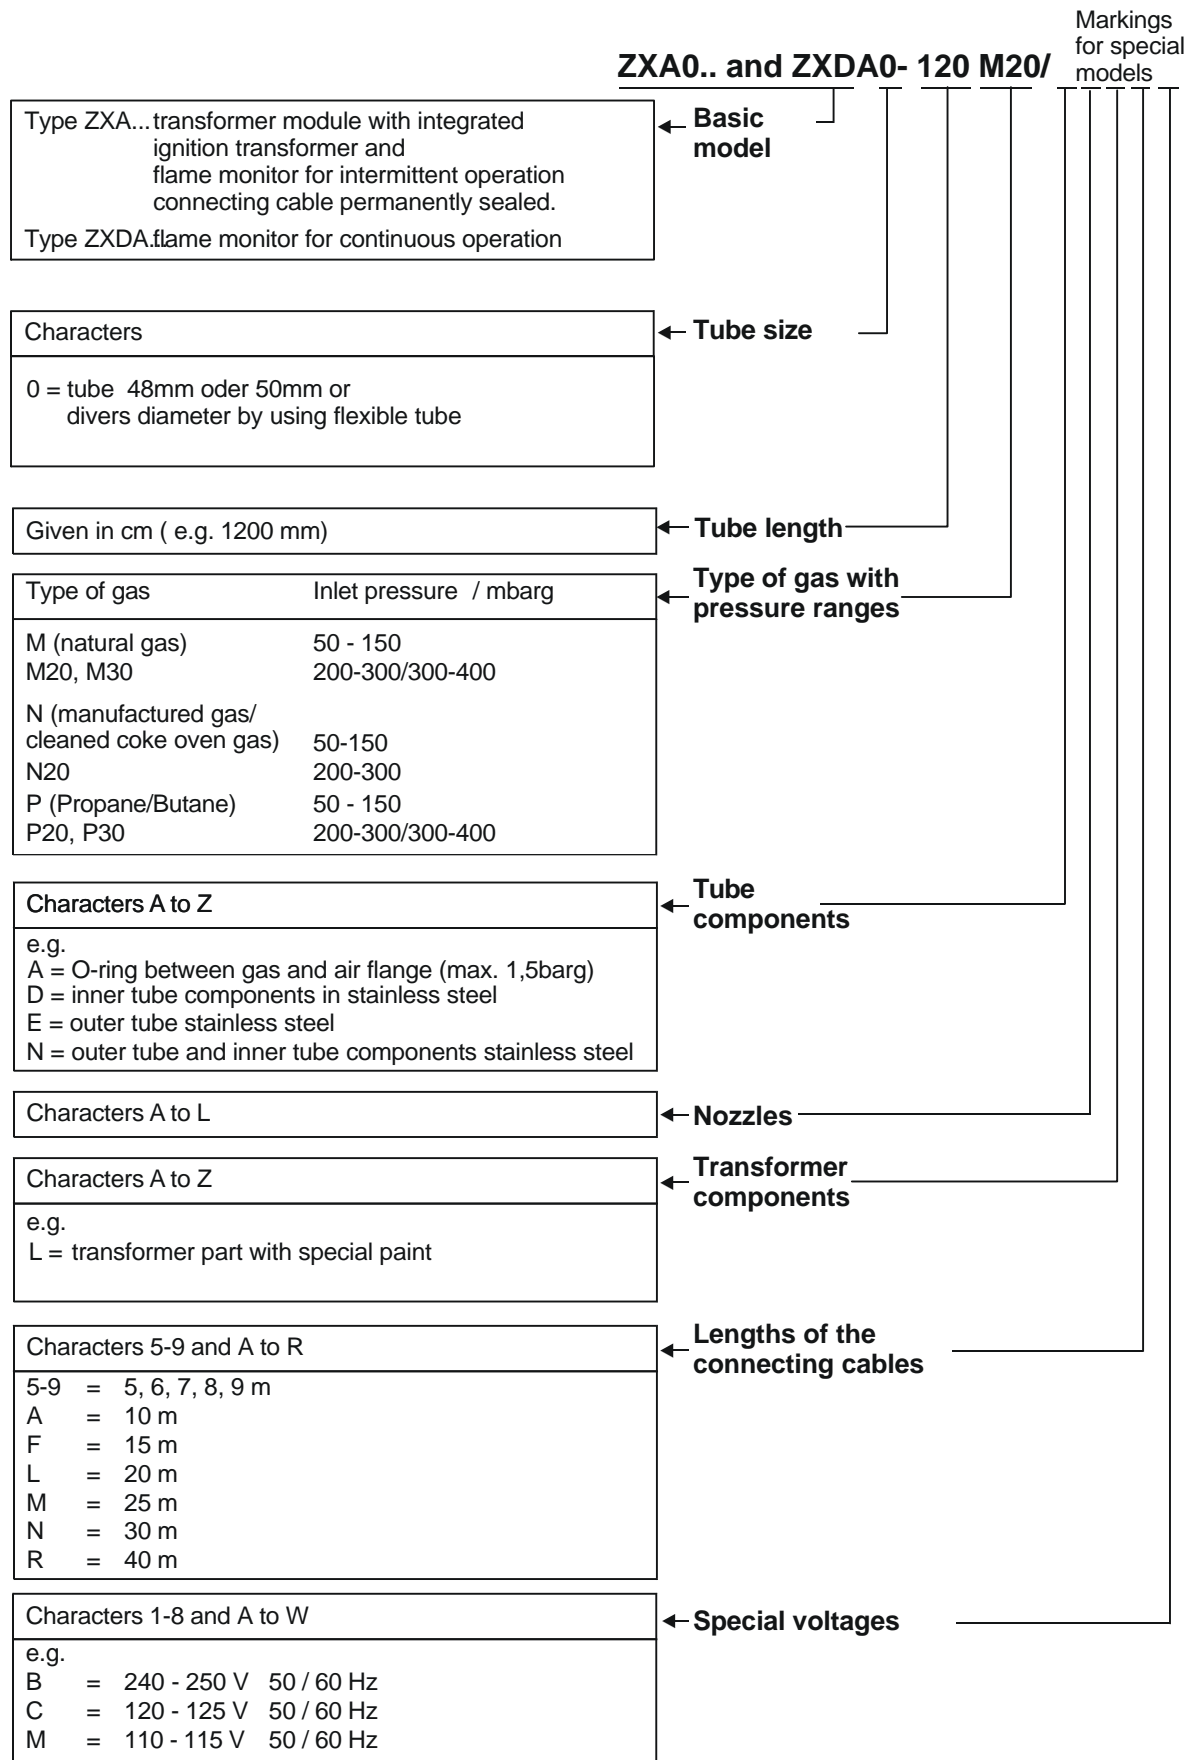 Markings
for special
models
ZXA0.. and ZXDA0- 120 M20/
Type ZXA... transformer module with integrated
ignition transformer and
flame monitor for intermittent operation
connecting cable permanently sealed.
Type ZXDA... flame monitor for continuous operation
Basic
model
Characters
Tube size
0 = tube 48mm oder 50mm or
divers diameter by using flexible tube
Given in cm ( e.g. 1200 mm)
Tube length
Type of gas Inlet pressure / mbarg
Type of gas with
pressure ranges
M (natural gas) 50 - 150
M20, M30 200-300/300-400
N (manufactured gas/
cleaned coke oven gas) 50-150
N20 200-300
P (Propane/Butane) 50 - 150
P20, P30 200-300/300-400
Characters A to Z
Tube
components
e.g.
A = O-ring between gas and air flange (max. 1,5barg)
D = inner tube components in stainless steel
E = outer tube stainless steel
N = outer tube and inner tube components stainless steel
Characters A to L
Nozzles
Characters A to Z
Transformer
components
e.g.
L = transformer part with special paint
Characters 5-9 and A to R
Lengths of the
connecting cables
5-9 = 5, 6, 7, 8, 9 m
A = 10 m
F = 15 m
L = 20 m
M = 25 m
N = 30 m
R = 40 m
Characters 1-8 and A to W
Special voltages
e.g.
B = 240 - 250 V 50 / 60 Hz
C = 120 - 125 V 50 / 60 Hz
M = 110 - 115 V 50 / 60 Hz